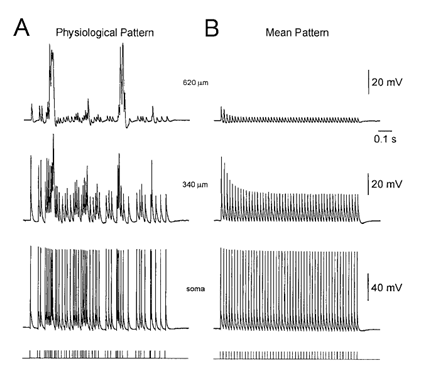 A Physiological Pattern
B Mean Pattern
620 µm
20 mV
0.1 s
340 µm
20 mV
soma
40 mV